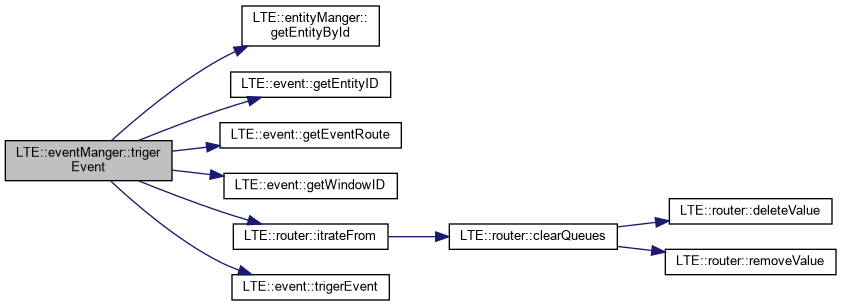 LTE::eventManger::triger
Event
LTE::entityManger::
getEntityById
LTE::event::getEntityID
LTE::event::getEventRoute
LTE::event::getWindowID
LTE::router::itrateFrom
LTE::event::trigerEvent
LTE::router::clearQueues
LTE::router::deleteValue
LTE::router::removeValue